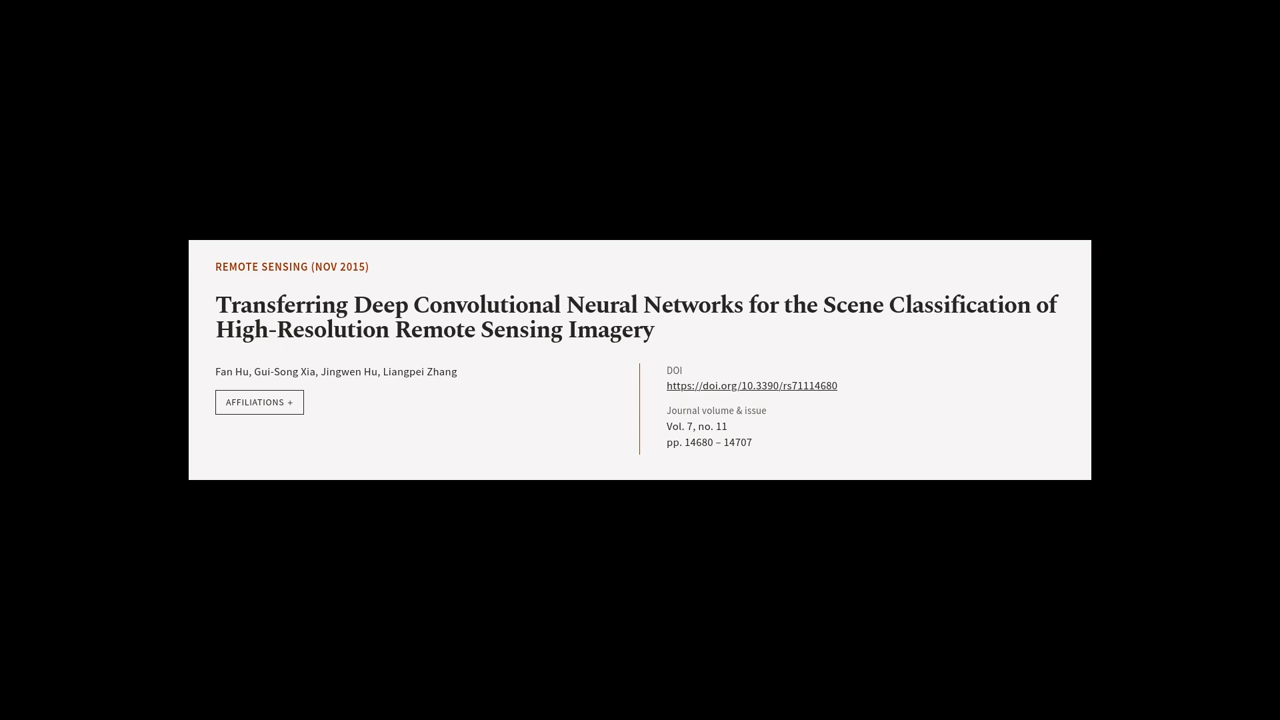 REMOTE SENSING (NOV 2015)
Transferring Deep Convolutional Neural Networks for the Scene Classification of
High-Resolution Remote Sensing Imagery
Fan Hu, Gui-Song Xia, Jingwen Hu, Liangpei Zhang
AFFILIATIONS +
DOI
https://doi.org/10.3390/rs71114680
Journal volume & issue
Vol. 7, no. 11
pp. 14680 – 14707